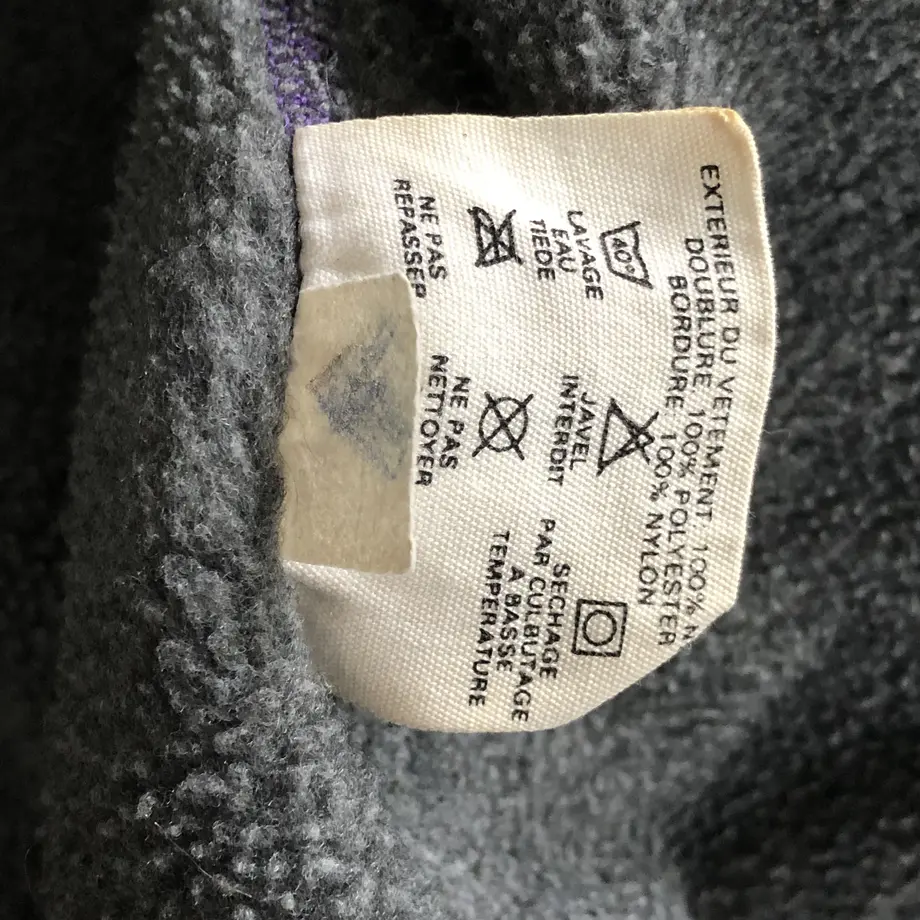 EXTERIEUR DU VETEMENT, 100% N
DOUBLURE, 100% POLYESTER
BORDURE, 100% NYLON
40°
LAVAGE
EAU
TIEDE
JAVEL
INTERDIT
SECHAGE
PAR CULBUTAGE
A BASSE
TEMPERATURE
NE PAS
REPASSER
NE PAS
NETTOYER